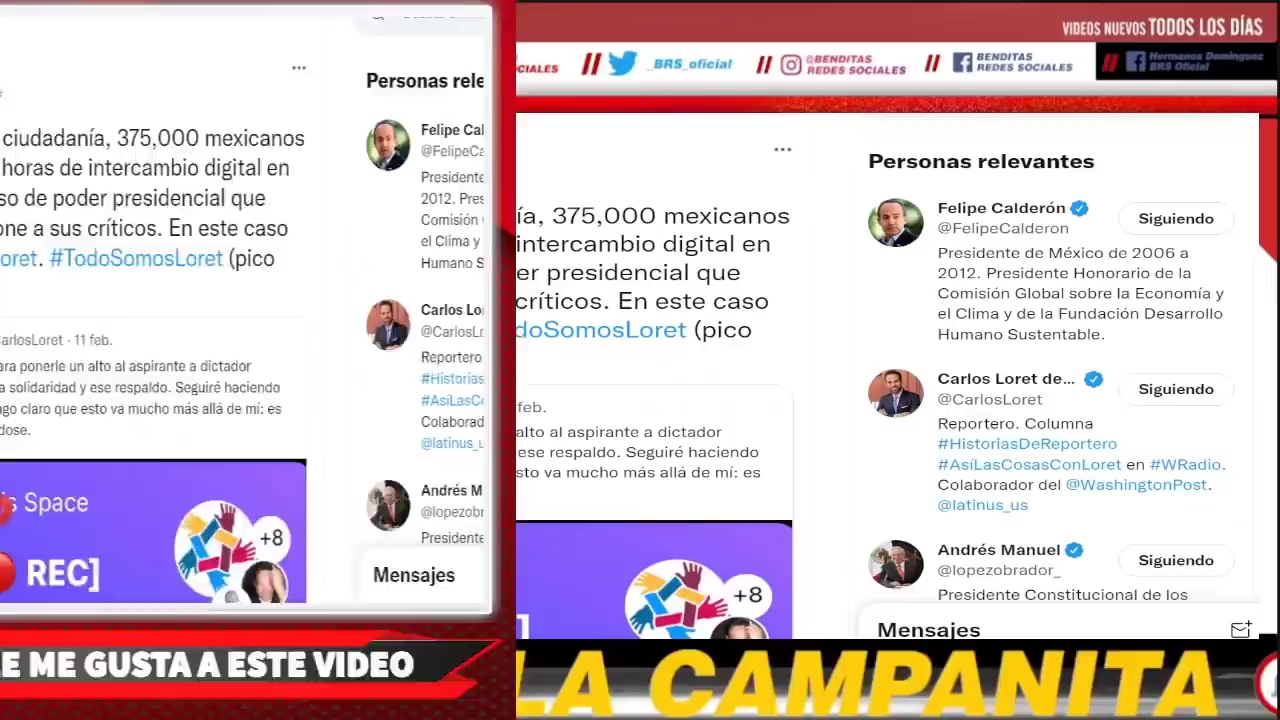 ciudadanía, 375,000 mexicanos
horas de intercambio digital en
so de poder presidencial que
one a sus críticos. En este caso
oret. #TodoSomosLoret (pico
arlosLoret · 11 feb.
ara ponerle un alto al aspirante a dictador
a solidaridad y ese respaldo. Seguiré haciendo
ago claro que esto va mucho más allá de mí: es
dose.
's Space
REC]
+8
Personas rele
Felipe Cal
@FelipeCa
Presidente
2012. Pres
Comisión
el Clima y
Humano S
Carlos Lo
@CarlosLo
Reportero
#Historias
#AsíLasCo
Colaborad
@latinus_u
Andrés M
@lopezobr
Presidente
Mensajes
E ME GUSTA A ESTE VIDEO
VIDEOS NUEVOS TODOS LOS DÍAS
CIALES // _BRS_oficial // @BENDITAS REDES SOCIALES // BENDITAS REDES SOCIALES // Hermanos Domínguez BRS Oficial
ía, 375,000 mexicanos
intercambio digital en
er presidencial que
críticos. En este caso
doSomosLoret (pico
feb.
alto al aspirante a dictador
ese respaldo. Seguiré haciendo
sto va mucho más allá de mí: es
]
+8
Personas relevantes
Felipe Calderón
@FelipeCalderon
Siguiendo
Presidente de México de 2006 a
2012. Presidente Honorario de la
Comisión Global sobre la Economía y
el Clima y de la Fundación Desarrollo
Humano Sustentable.
Carlos Loret de...
@CarlosLoret
Siguiendo
Reportero. Columna
#HistoriasDeReportero
#AsíLasCosasConLoret en #WRadio.
Colaborador del @WashingtonPost.
@latinus_us
Andrés Manuel
@lopezobrador_
Siguiendo
Presidente Constitucional de los
Mensajes
LA CAMPANITA